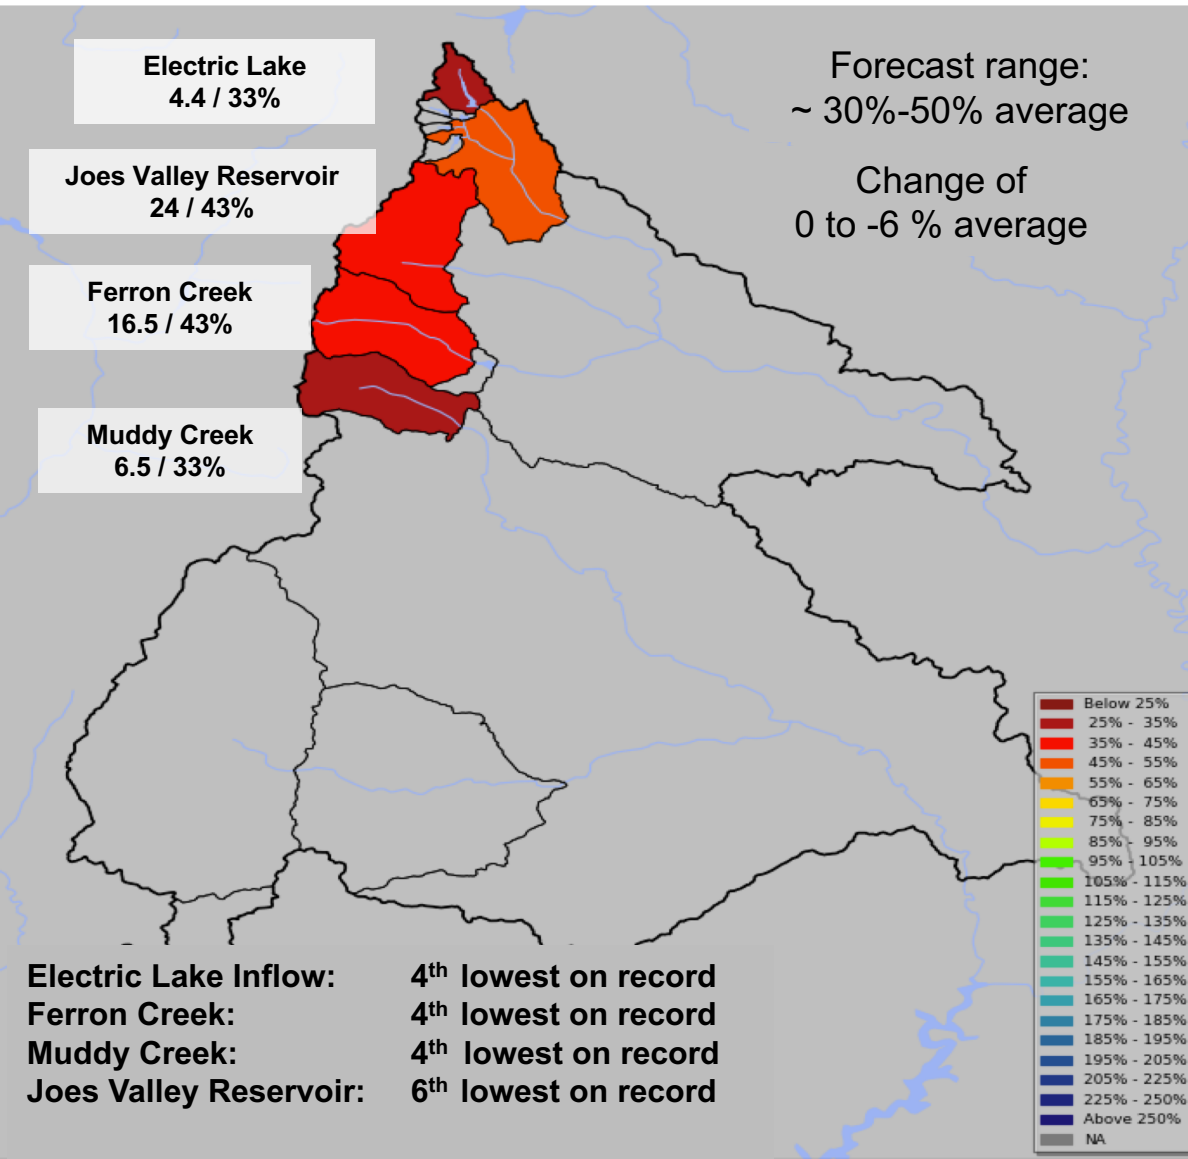 Electric Lake
4.4 / 33%
Joes Valley Reservoir
24 / 43%
Ferron Creek
16.5 / 43%
Muddy Creek
6.5 / 33%
Forecast range:
~ 30%-50% average
Change of
0 to -6 % average
Below 25%
25% - 35%
35% - 45%
45% - 55%
55% - 65%
65% - 75%
75% - 85%
85% - 95%
95% - 105%
105% - 115%
115% - 125%
125% - 135%
135% - 145%
145% - 155%
155% - 165%
165% - 175%
175% - 185%
185% - 195%
195% - 205%
205% - 225%
225% - 250%
Above 250%
NA
Electric Lake Inflow: 4th lowest on record
Ferron Creek: 4th lowest on record
Muddy Creek: 4th lowest on record
Joes Valley Reservoir: 6th lowest on record